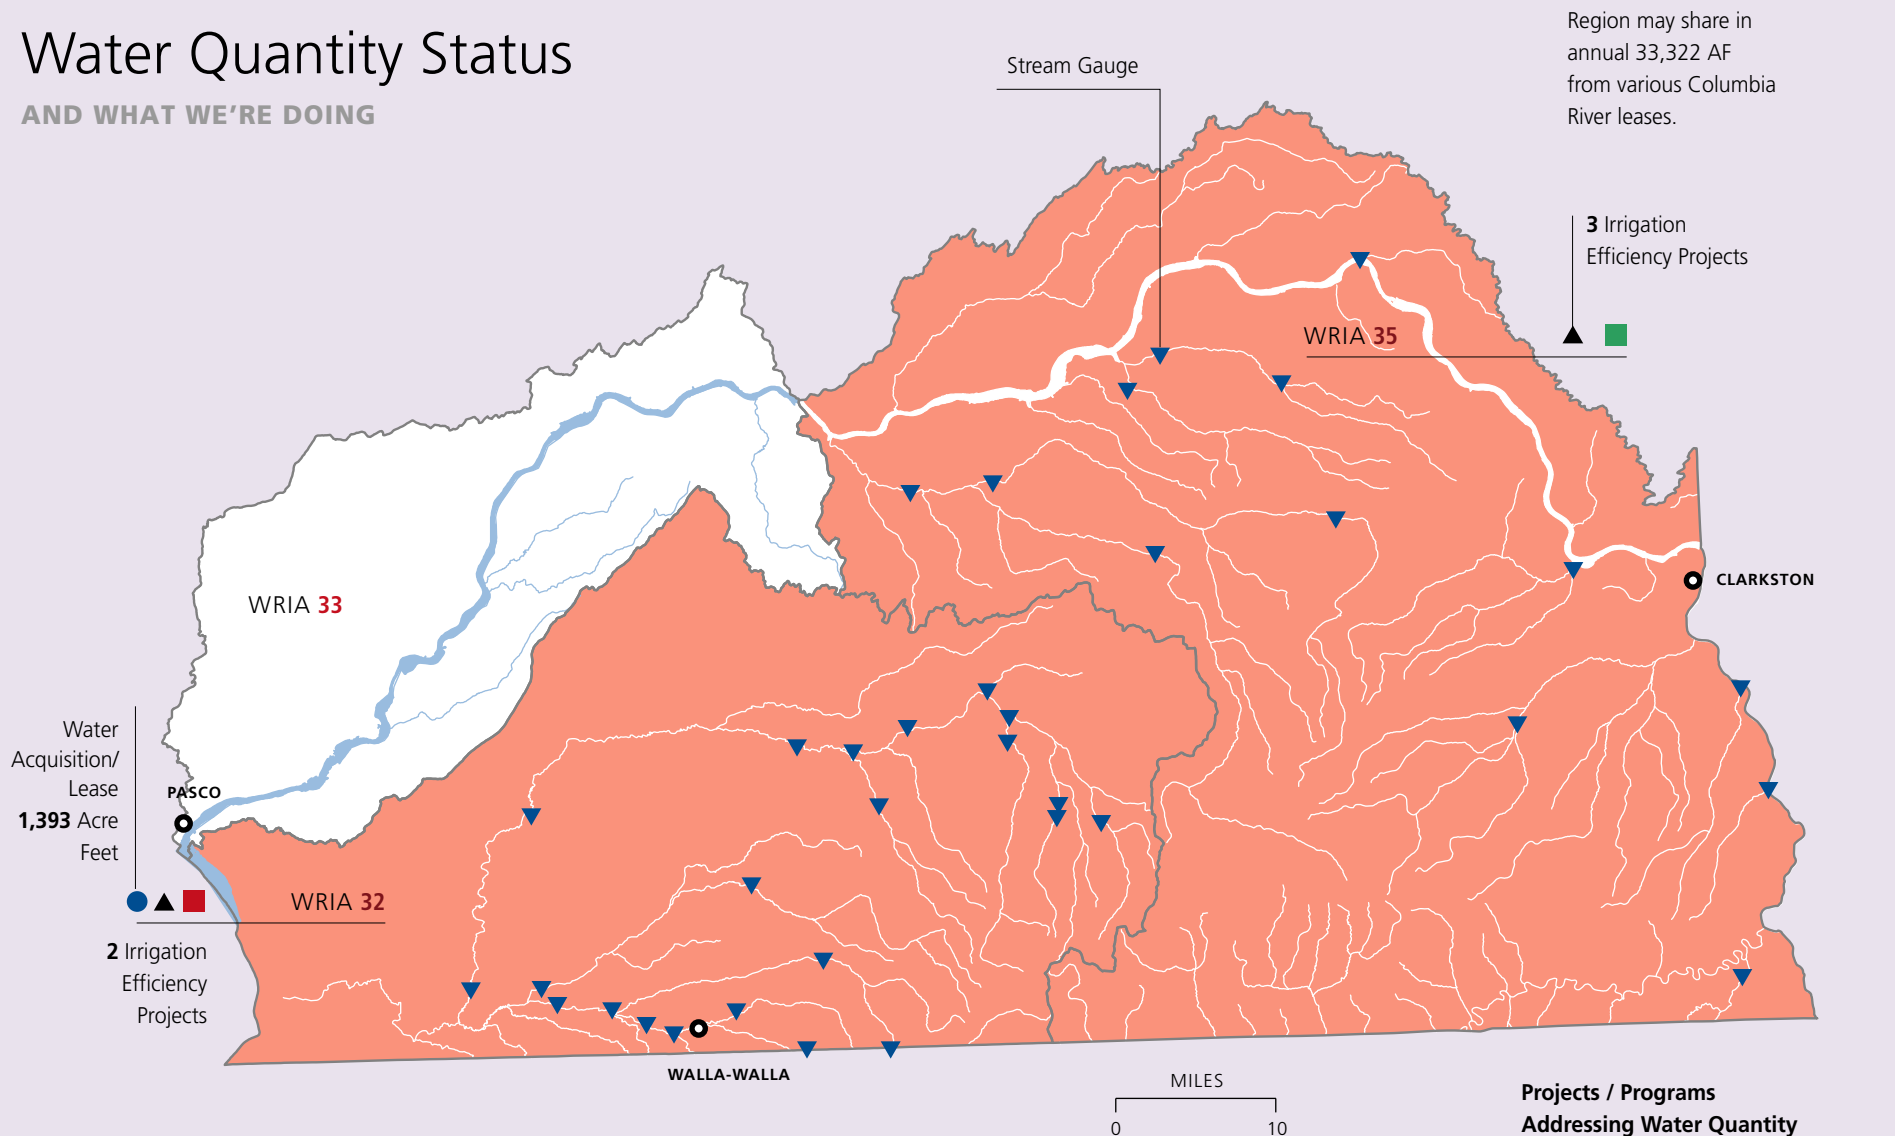 Water Quantity Status
AND WHAT WE'RE DOING
Region may share in
annual 33,322 AF
from various Columbia
River leases.
Stream Gauge
3 Irrigation
Efficiency Projects
WRIA 35
CLARKSTON
WRIA 33
Water
Acquisition/
Lease
1,393 Acre
Feet
PASCO
WRIA 32
2 Irrigation
Efficiency
Projects
WALLA-WALLA
MILES
0 10
Projects / Programs
Addressing Water Quantity